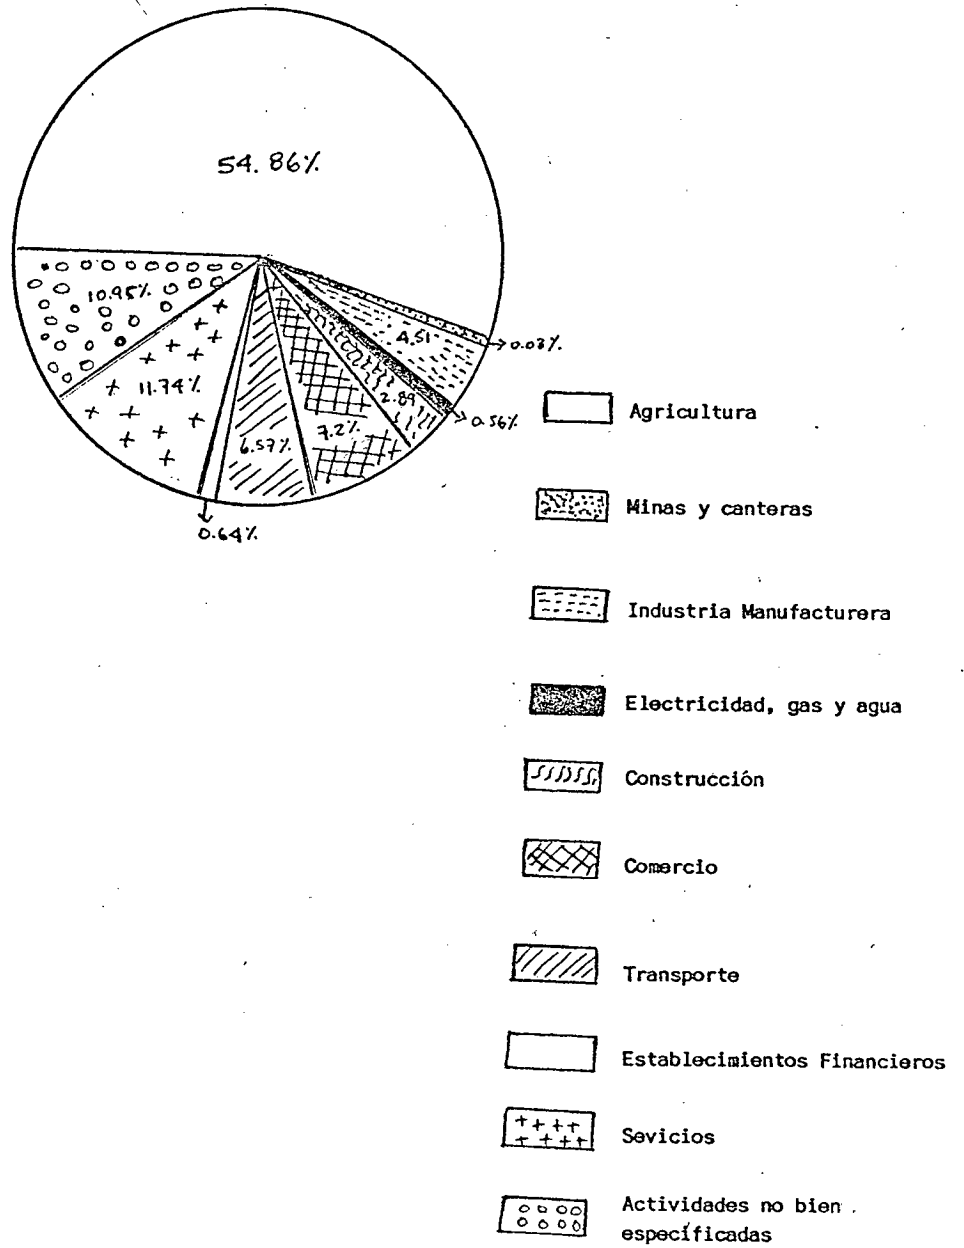 54.86%
10.95%
4.51
0.03%
11.74%
2.89
0.56%
7.2%
6.57%
0.64%
Agricultura
Minas y canteras
Industria Manufacturera
Electricidad, gas y agua
Construcción
Comercio
Transporte
Establecimientos Financieros
Sevicios
Actividades no bien
específicadas